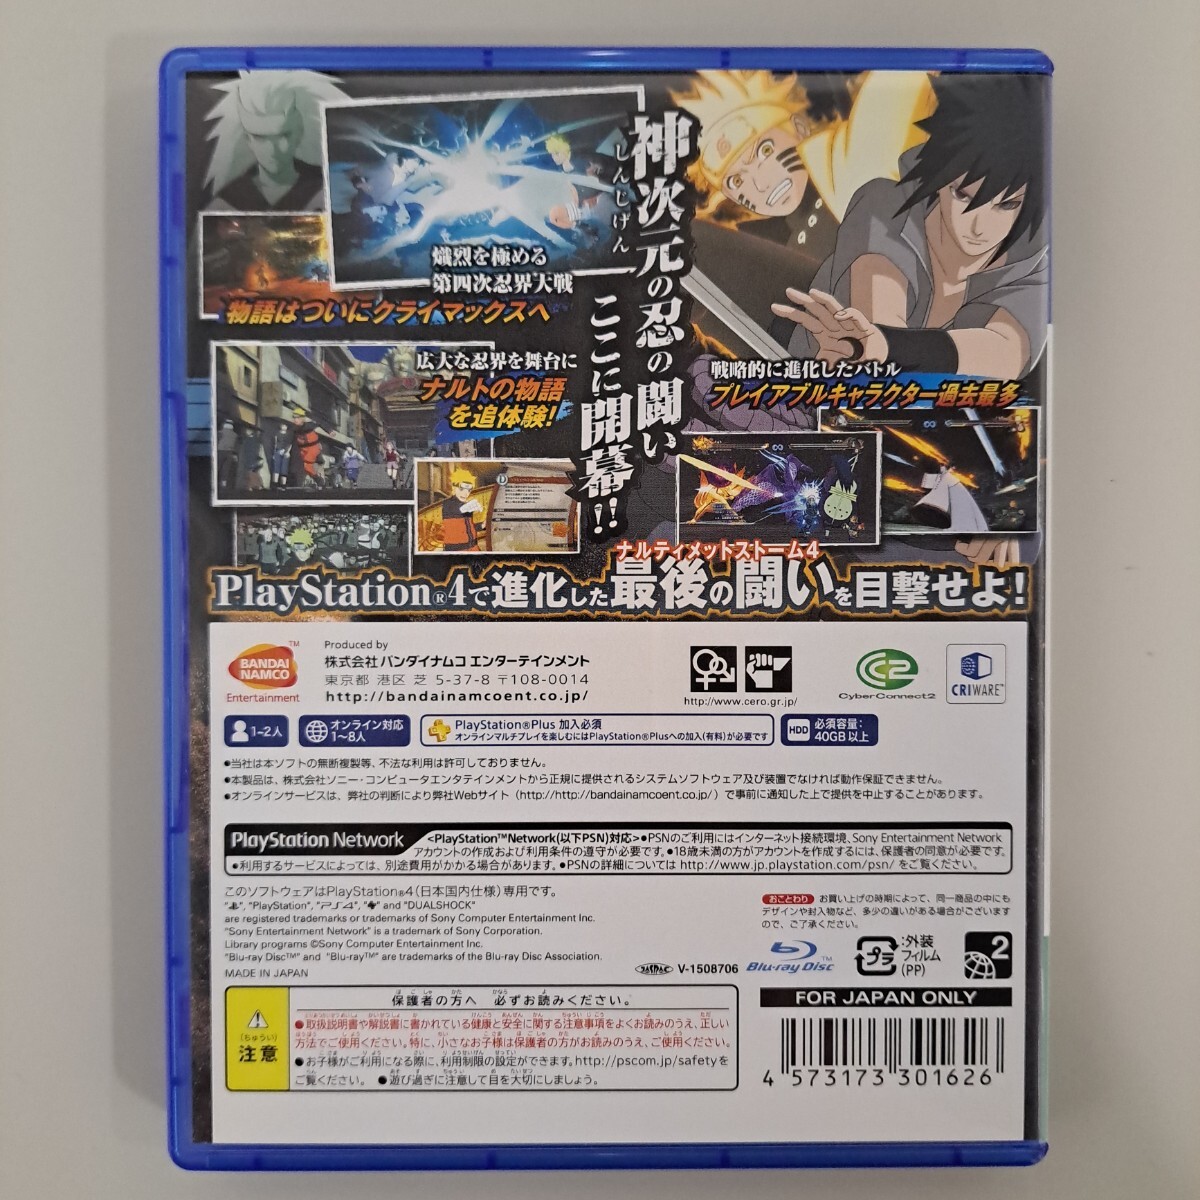 神次元の忍の闘い
しんじげん
ここに開幕!!
熾烈を極める
第四次忍界大戦
物語はついにクライマックスへ
広大な忍界を舞台に
ナルトの物語
を追体験!
戦略的に進化したバトル
プレイアブルキャラクター過去最多
ナルティメットストーム4
PlayStation®4で進化した最後の闘いを目撃せよ!
BANDAI NAMCO Entertainment
TM
Produced by
株式会社 バンダイナムコ エンターテインメント
東京都 港区 芝 5-37-8 〒108-0014
http://bandainamcoent.co.jp/
http://www.cero.gr.jp/
CyberConnect2
CRIWARE™
1~2人
オンライン対応
1~8人
PlayStation®Plus 加入必須
オンラインマルチプレイを楽しむにはPlayStation®Plusへの加入(有料)が必要です
HDD 必須容量:
40GB以上
●当社は本ソフトの無断複製等、不法な利用は許可しておりません。
●本製品は、株式会社ソニー・コンピュータエンタテインメントから正規に提供されるシステムソフトウェア及び装置でなければ動作保証できません。
●オンラインサービスは、弊社の判断により弊社Webサイト(http://http://bandainamcoent.co.jp/)で事前に通知した上で提供を中止することがあります。
PlayStation Network
<PlayStation™Network(以下PSN)対応>●PSNのご利用にはインターネット接続環境、Sony Entertainment Network
アカウントの作成および利用条件の遵守が必要です。●18歳未満の方がアカウントを作成するには、保護者の同意が必要です。
●利用するサービスによっては、別途費用がかかる場合があります。●PSNの詳細については http://www.jp.playstation.com/psn/ をご覧ください。
このソフトウェアはPlayStation®4(日本国内仕様)専用です。
" ", "PlayStation", "PS4", " " and "DUALSHOCK"
are registered trademarks or trademarks of Sony Computer Entertainment Inc.
"Sony Entertainment Network" is a trademark of Sony Corporation.
Library programs ©Sony Computer Entertainment Inc.
"Blu-ray Disc™" and "Blu-ray™" are trademarks of the Blu-ray Disc Association.
MADE IN JAPAN
おことわり お買い上げの時期によって、同一商品の中にも
デザインや封入物など、多少の違いがある場合がございます
ので、ご了承ください。
JASRAC V-1508706
Blu-ray Disc™
プラ
:外装
フィルム
(PP)
2
FOR JAPAN ONLY
4 573173 301626
(ちゅうい)
注意
保護者の方へ 必ずお読みください。
●取扱説明書や解説書に書かれている健康と安全に関する注意事項をよくお読みのうえ、正しい
方法でご使用ください。特に、小さなお子様は保護者の方がお読みのうえ、ご使用ください。
●お子様がご利用になる際に、利用制限の設定ができます。http://pscom.jp/safetyを
ご覧ください。 ●遊び過ぎに注意して目を大切にしましょう。